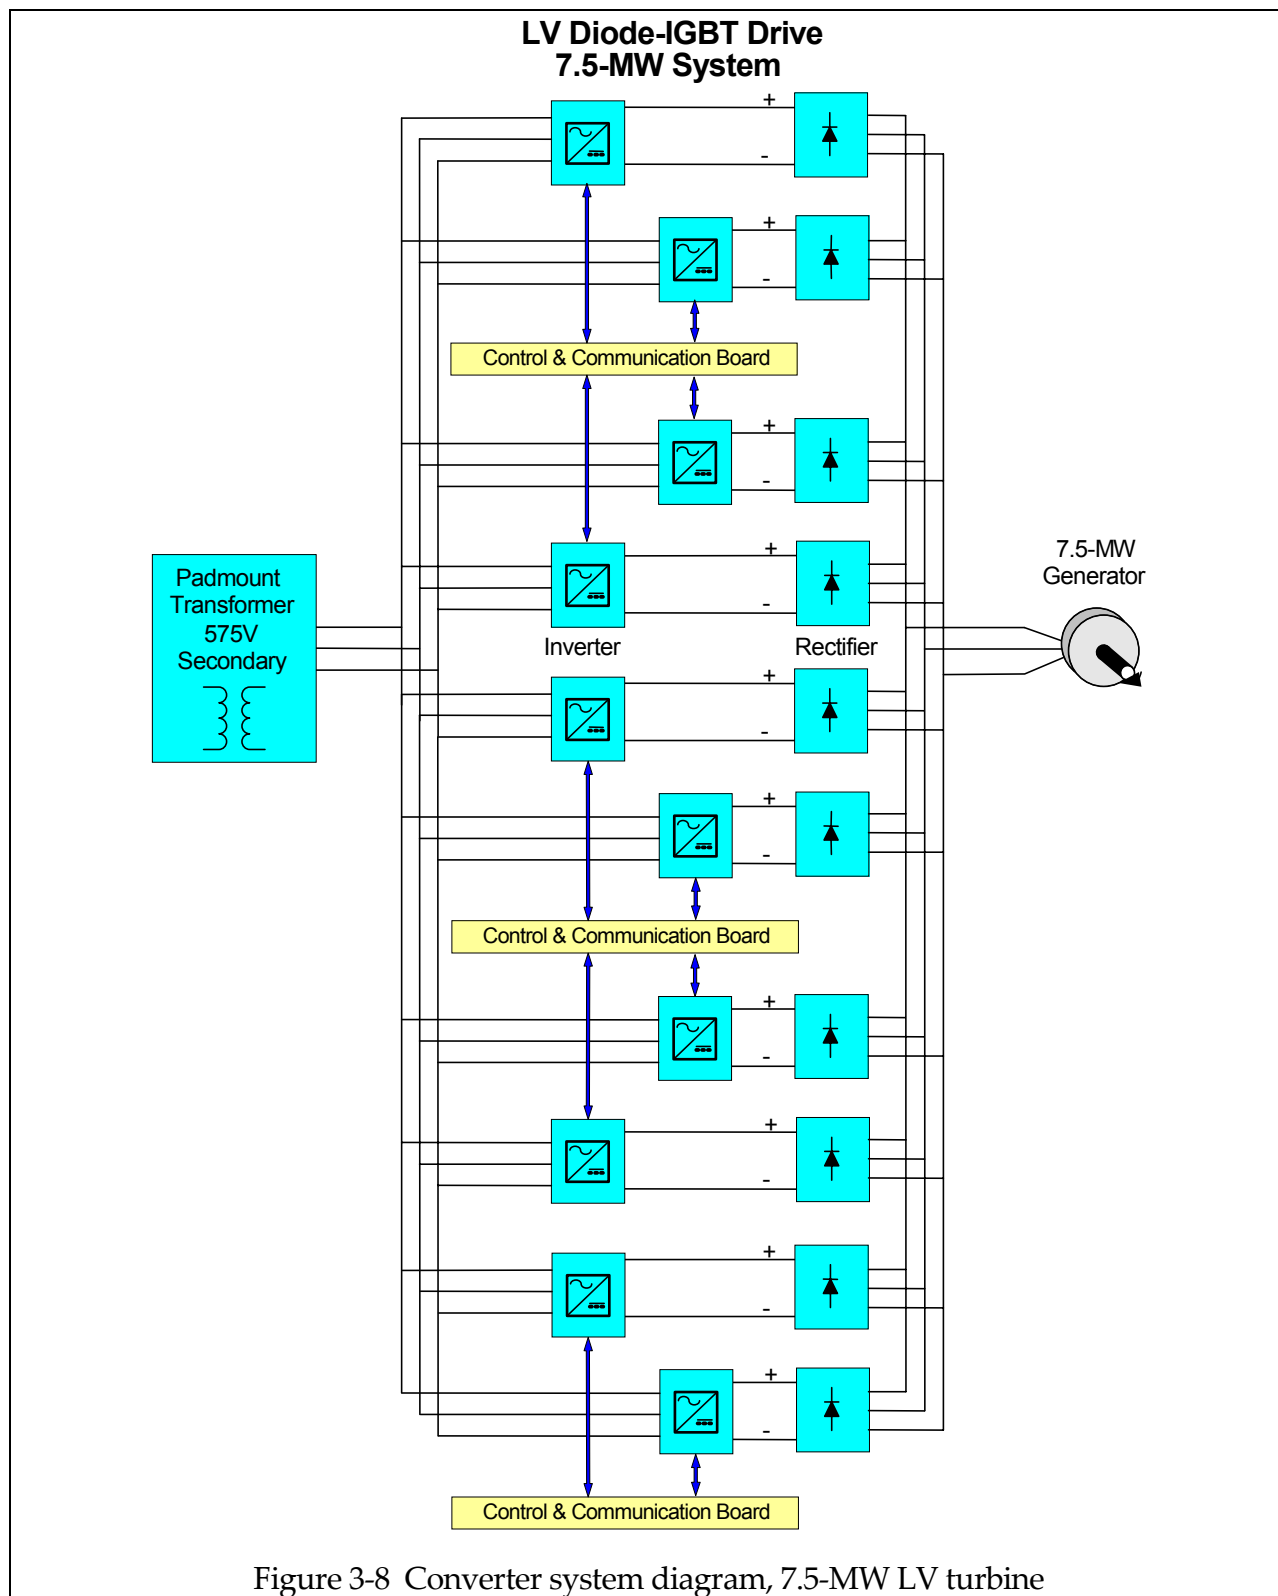 LV Diode-IGBT Drive
7.5-MW System
+
-
+
-
Control & Communication Board
+
-
+
-
Inverter
Rectifier
Padmount
Transformer
575V
Secondary
7.5-MW
Generator
+
-
+
-
Control & Communication Board
+
-
+
-
+
-
+
-
Control & Communication Board
Figure 3-8 Converter system diagram, 7.5-MW LV turbine